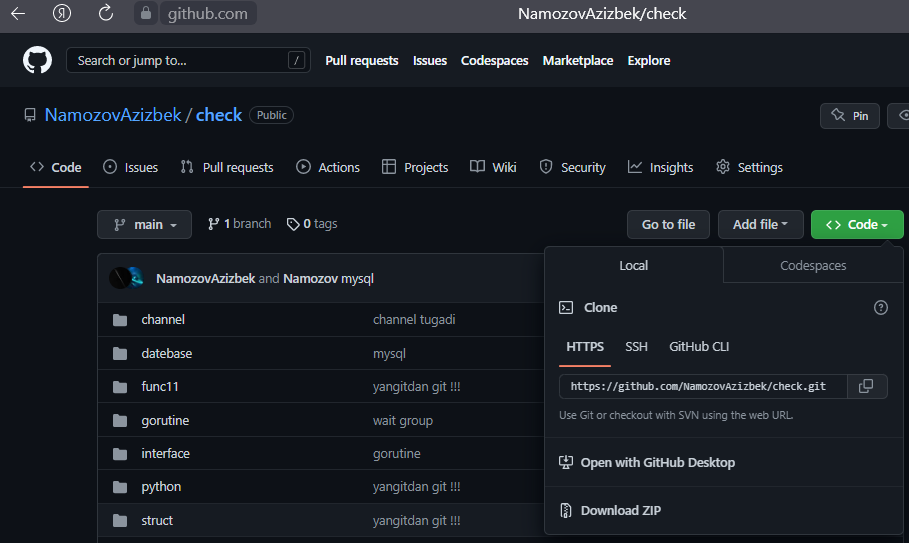 github.com NamozovAzizbek/check
Search or jump to... / Pull requests Issues Codespaces Marketplace Explore
NamozovAzizbek / check Public Pin
Code Issues Pull requests Actions Projects Wiki Security Insights Settings
main 1 branch 0 tags Go to file Add file Code
Local Codespaces
NamozovAzizbek and Namozov mysql
Clone
channel channel tugadi
HTTPS SSH GitHub CLI
datebase mysql
func11 yangitdan git !!!
https://github.com/NamozovAzizbek/check.git
Use Git or checkout with SVN using the web URL.
gorutine wait group
interface gorutine
Open with GitHub Desktop
python yangitdan git !!!
Download ZIP
struct yangitdan git !!!